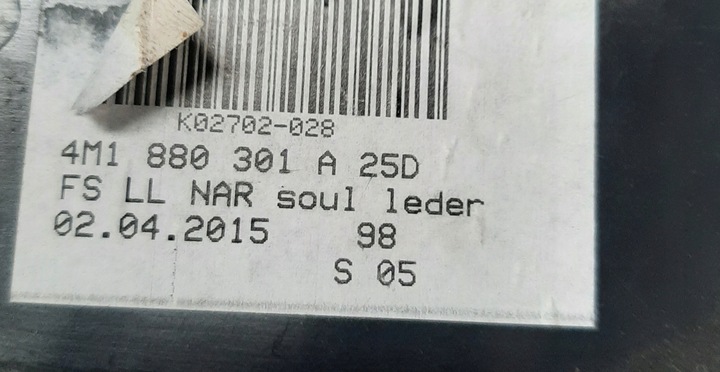 K02702-028
4M1 880 301 A 25D
FS LL NAR soul leder
02.04.2015 98
S 05